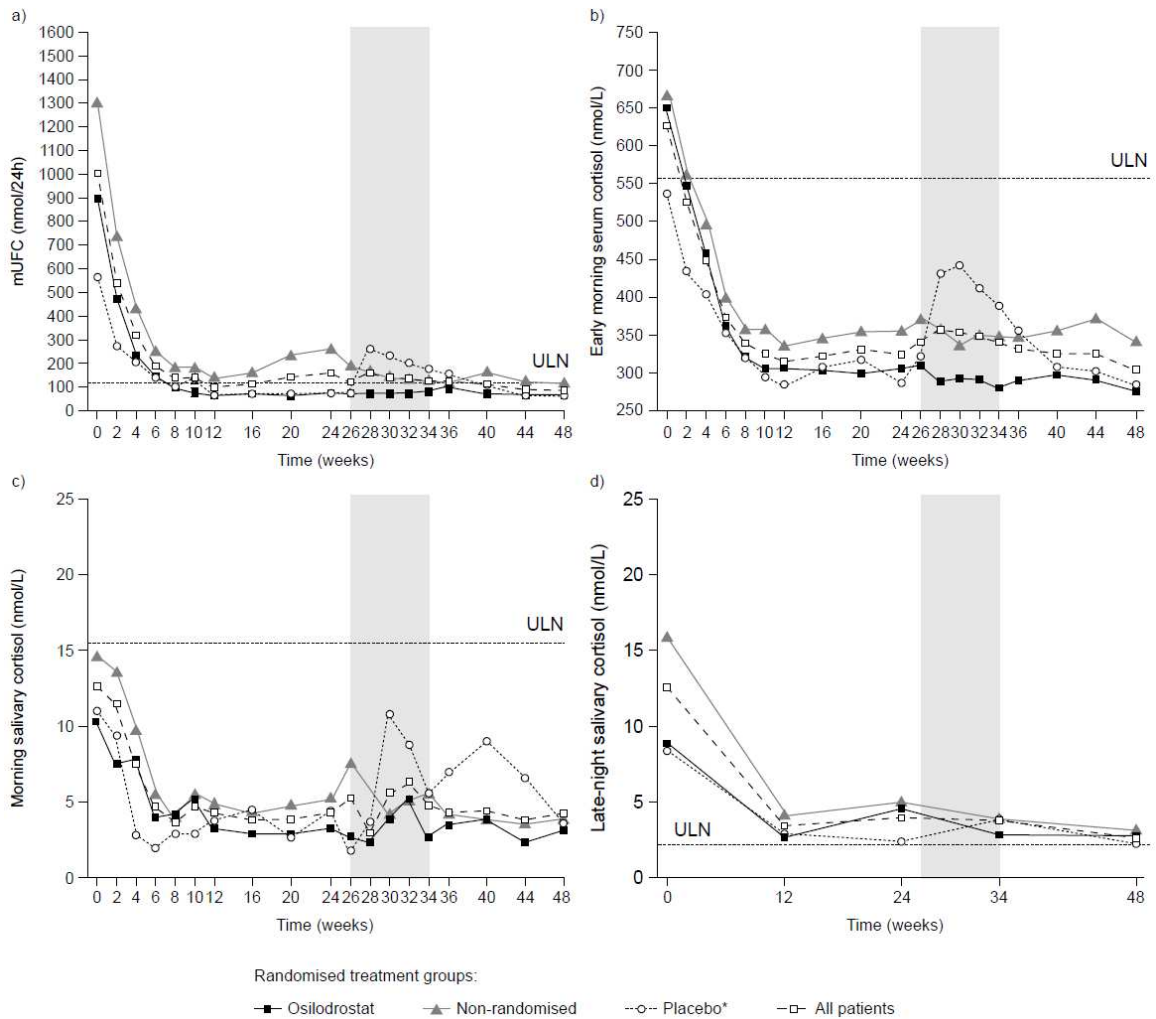 a)
1600
1500
1400
1300
1200
1100
1000
900
800
700
600
500
400
300
200
100
0
mUFC (nmol/24h)
ULN
0 2 4 6 8 10 12 16 20 24 26 28 30 32 34 36 40 44 48
Time (weeks)
b)
750
700
650
600
550
500
450
400
350
300
250
Early morning serum cortisol (nmol/L)
ULN
0 2 4 6 8 10 12 16 20 24 26 28 30 32 34 36 40 44 48
Time (weeks)
c)
25
20
15
10
5
0
Morning salivary cortisol (nmol/L)
ULN
0 2 4 6 8 10 12 16 20 24 26 28 30 32 34 36 40 44 48
Time (weeks)
d)
25
20
15
10
5
0
Late-night salivary cortisol (nmol/L)
ULN
0 12 24 34 48
Time (weeks)
Randomised treatment groups:
Osilodrostat Non-randomised Placebo* All patients